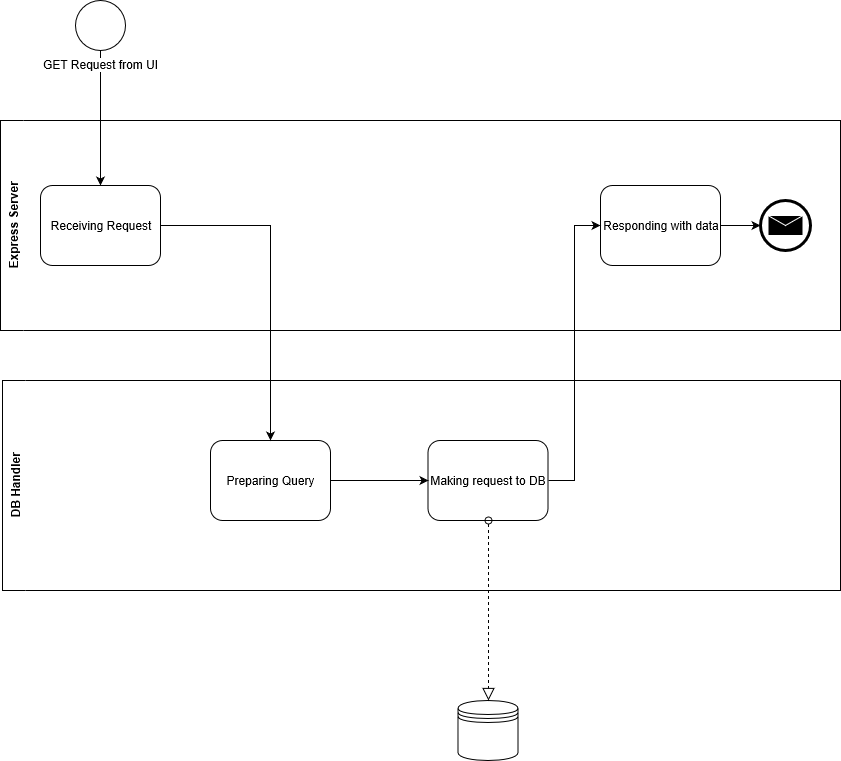 GET Request from UI
Express Server
Receiving Request
Responding with data
DB Handler
Preparing Query
Making request to DB